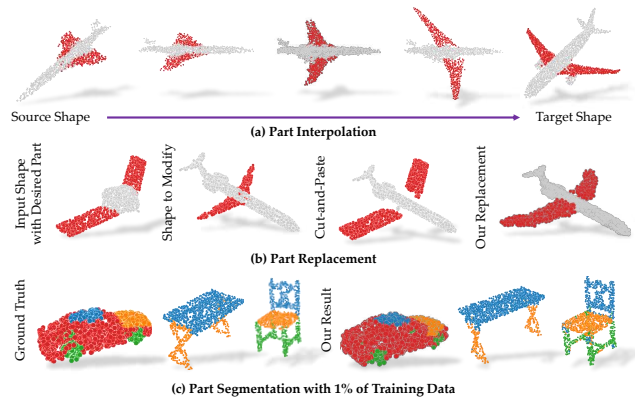 Source Shape
Target Shape
(a) Part Interpolation
Input Shape
with Desired Part
Shape to Modify
Cut-and-Paste
Our Replacement
(b) Part Replacement
Ground Truth
Our Result
(c) Part Segmentation with 1% of Training Data